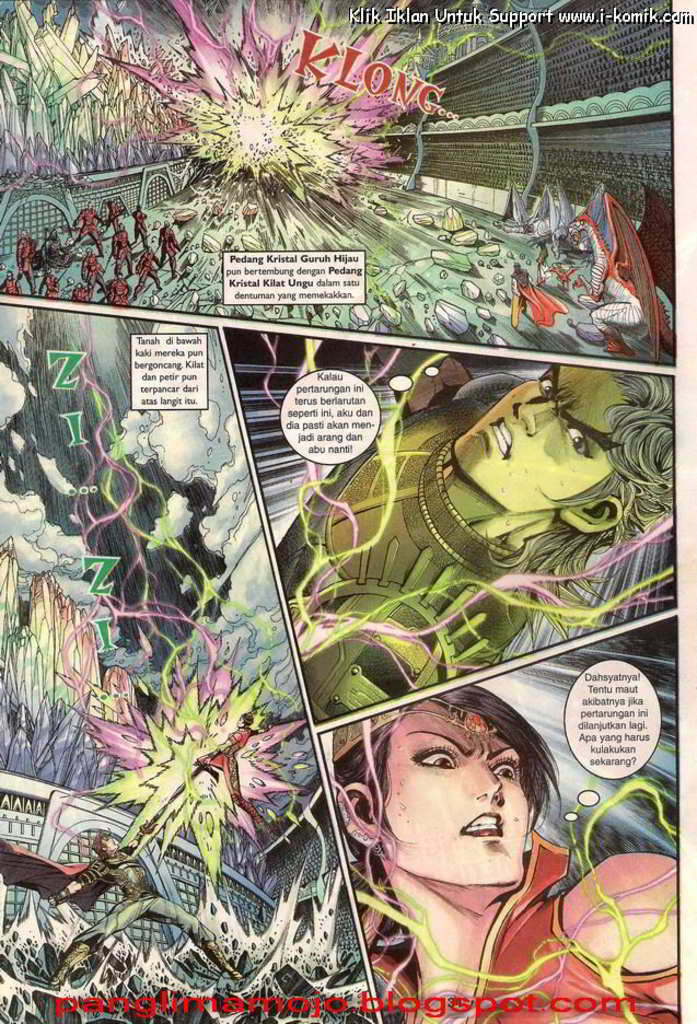 Klik Iklan Untuk Support www.i-komik.com
KLONG...
Pedang Kristal Guruh Hijau
pun bertembung dengan Pedang
Kristal Kilat Ungu dalam satu
dentuman yang memekakkan.
Tanah di bawah
kaki mereka pun
bergoncang. Kilat
dan petir pun
terpancar dari
atas langit itu.
ZI... ZI...
Kalau
pertarungan ini
terus berlarutan
seperti ini, aku dan
dia pasti akan men-
jadi arang dan
abu nanti!
Dahsyatnya!
Tentu maut
akibatnya jika
pertarungan ini
dilanjutkan lagi.
Apa yang harus
kulakukan
sekarang?
panglimamojo.blogspot.com